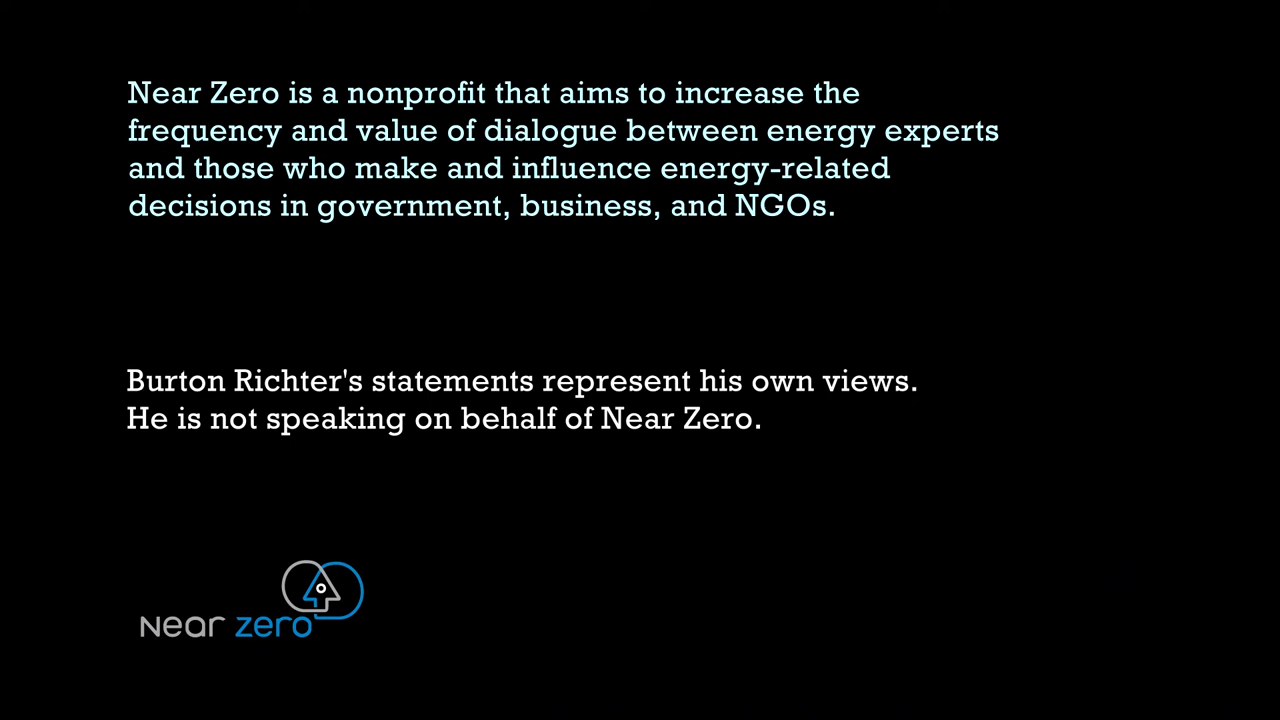 Near Zero is a nonprofit that aims to increase the
frequency and value of dialogue between energy experts
and those who make and influence energy-related
decisions in government, business, and NGOs.
Burton Richter's statements represent his own views.
He is not speaking on behalf of Near Zero.
Near zero